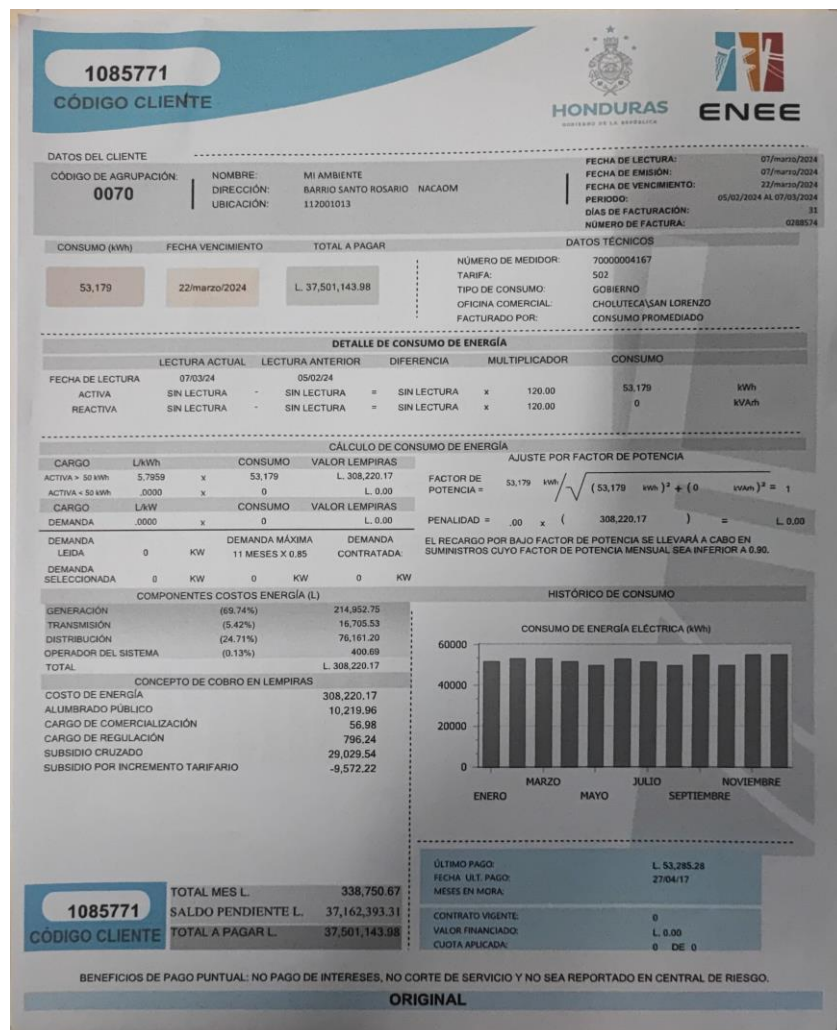 1085771
CÓDIGO CLIENTE
HONDURAS
GOBIERNO DE LA REPÚBLICA
ENEE
DATOS DEL CLIENTE
CÓDIGO DE AGRUPACIÓN: 0070
NOMBRE: MI AMBIENTE
DIRECCIÓN: BARRIO SANTO ROSARIO NACAOM
UBICACIÓN: 112001013
FECHA DE LECTURA: 07/marzo/2024
FECHA DE EMISIÓN: 07/marzo/2024
FECHA DE VENCIMIENTO: 22/marzo/2024
PERIODO: 05/02/2024 AL 07/03/2024
DÍAS DE FACTURACIÓN: 31
NÚMERO DE FACTURA: 0208574
CONSUMO (kWh) FECHA VENCIMIENTO TOTAL A PAGAR
53,179 22/marzo/2024 L. 37,501,143.98
DATOS TÉCNICOS
NÚMERO DE MEDIDOR: 70000004167
TARIFA: 502
TIPO DE CONSUMO: GOBIERNO
OFICINA COMERCIAL: CHOLUTECA\SAN LORENZO
FACTURADO POR: CONSUMO PROMEDIADO
DETALLE DE CONSUMO DE ENERGÍA
LECTURA ACTUAL LECTURA ANTERIOR DIFERENCIA MULTIPLICADOR CONSUMO
FECHA DE LECTURA 07/03/24 05/02/24
ACTIVA SIN LECTURA - SIN LECTURA = SIN LECTURA x 120.00 53,179 kWh
REACTIVA SIN LECTURA - SIN LECTURA = SIN LECTURA x 120.00 0 kVArh
CÁLCULO DE CONSUMO DE ENERGÍA
CARGO L/kWh CONSUMO VALOR LEMPIRAS
ACTIVA > 50 kWh 5.7959 x 53,179 L. 308,220.17
ACTIVA < 50 kWh .0000 x 0 L. 0.00
CARGO L/kW CONSUMO VALOR LEMPIRAS
DEMANDA .0000 x 0 L. 0.00
DEMANDA LEIDA 0 KW DEMANDA MÁXIMA 11 MESES X 0.85 DEMANDA CONTRATADA:
DEMANDA SELECCIONADA 0 KW 0 KW 0 KW
AJUSTE POR FACTOR DE POTENCIA
FACTOR DE POTENCIA = 53,179 kWh / √ (53,179 kWh)² + (0 kVArh)² = 1
PENALIDAD = .00 x ( 308,220.17 ) = L. 0.00
EL RECARGO POR BAJO FACTOR DE POTENCIA SE LLEVARÁ A CABO EN
SUMINISTROS CUYO FACTOR DE POTENCIA MENSUAL SEA INFERIOR A 0.90.
COMPONENTES COSTOS ENERGÍA (L)
GENERACIÓN (69.74%) 214,952.75
TRANSMISIÓN (5.42%) 16,705.53
DISTRIBUCIÓN (24.71%) 76,161.20
OPERADOR DEL SISTEMA (0.13%) 400.69
TOTAL L. 308,220.17
CONCEPTO DE COBRO EN LEMPIRAS
COSTO DE ENERGÍA 308,220.17
ALUMBRADO PÚBLICO 10,219.96
CARGO DE COMERCIALIZACIÓN 56.98
CARGO DE REGULACIÓN 796.24
SUBSIDIO CRUZADO 29,029.54
SUBSIDIO POR INCREMENTO TARIFARIO -9,572.22
HISTÓRICO DE CONSUMO
CONSUMO DE ENERGÍA ELÉCTRICA (kWh)
60000
40000
20000
0
MARZO JULIO NOVIEMBRE
ENERO MAYO SEPTIEMBRE
1085771
CÓDIGO CLIENTE
TOTAL MES L. 338,750.67
SALDO PENDIENTE L. 37,162,393.31
TOTAL A PAGAR L. 37,501,143.98
ÚLTIMO PAGO: L. 53,285.28
FECHA ULT. PAGO: 27/04/17
MESES EN MORA:
CONTRATO VIGENTE: 0
VALOR FINANCIADO: L. 0.00
CUOTA APLICADA: 0 DE 0
BENEFICIOS DE PAGO PUNTUAL: NO PAGO DE INTERESES, NO CORTE DE SERVICIO Y NO SEA REPORTADO EN CENTRAL DE RIESGO.
ORIGINAL